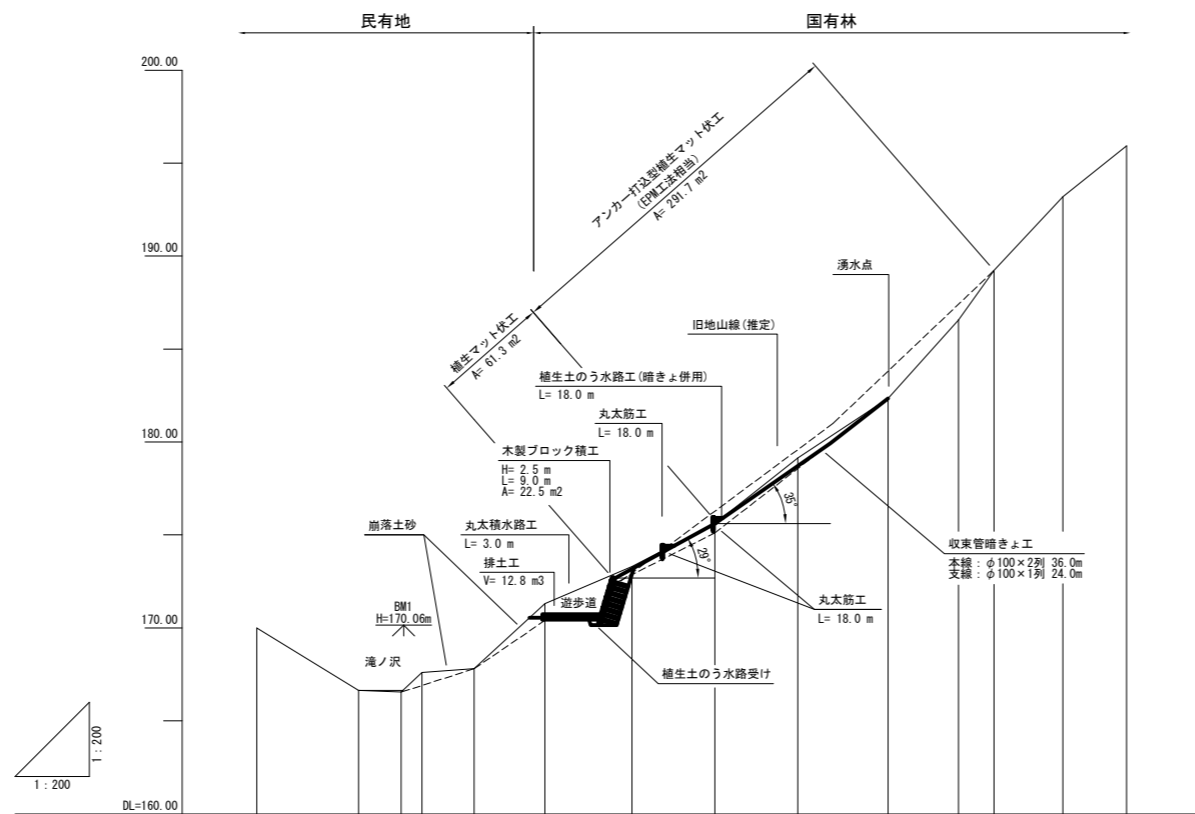 民有地
国有林
200.00
190.00
180.00
170.00
DL=160.00
アンカー打込型植生マット伏工
(EPM工法相当)
A= 291.7 m2
植生マット伏工
A= 61.3 m2
湧水点
旧地山線(推定)
植生土のう水路工(暗きょ併用)
L= 18.0 m
丸太筋工
L= 18.0 m
木製ブロック積工
H= 2.5 m
L= 9.0 m
A= 22.5 m2
崩落土砂
丸太積水路工
L= 3.0 m
排土工
V= 12.8 m3
遊歩道
BM1
H=170.06m
滝ノ沢
35°
29°
収束管暗きょ工
本線:φ100×2列 36.0m
支線:φ100×1列 24.0m
丸太筋工
L= 18.0 m
植生土のう水路受け
1:200
1:200